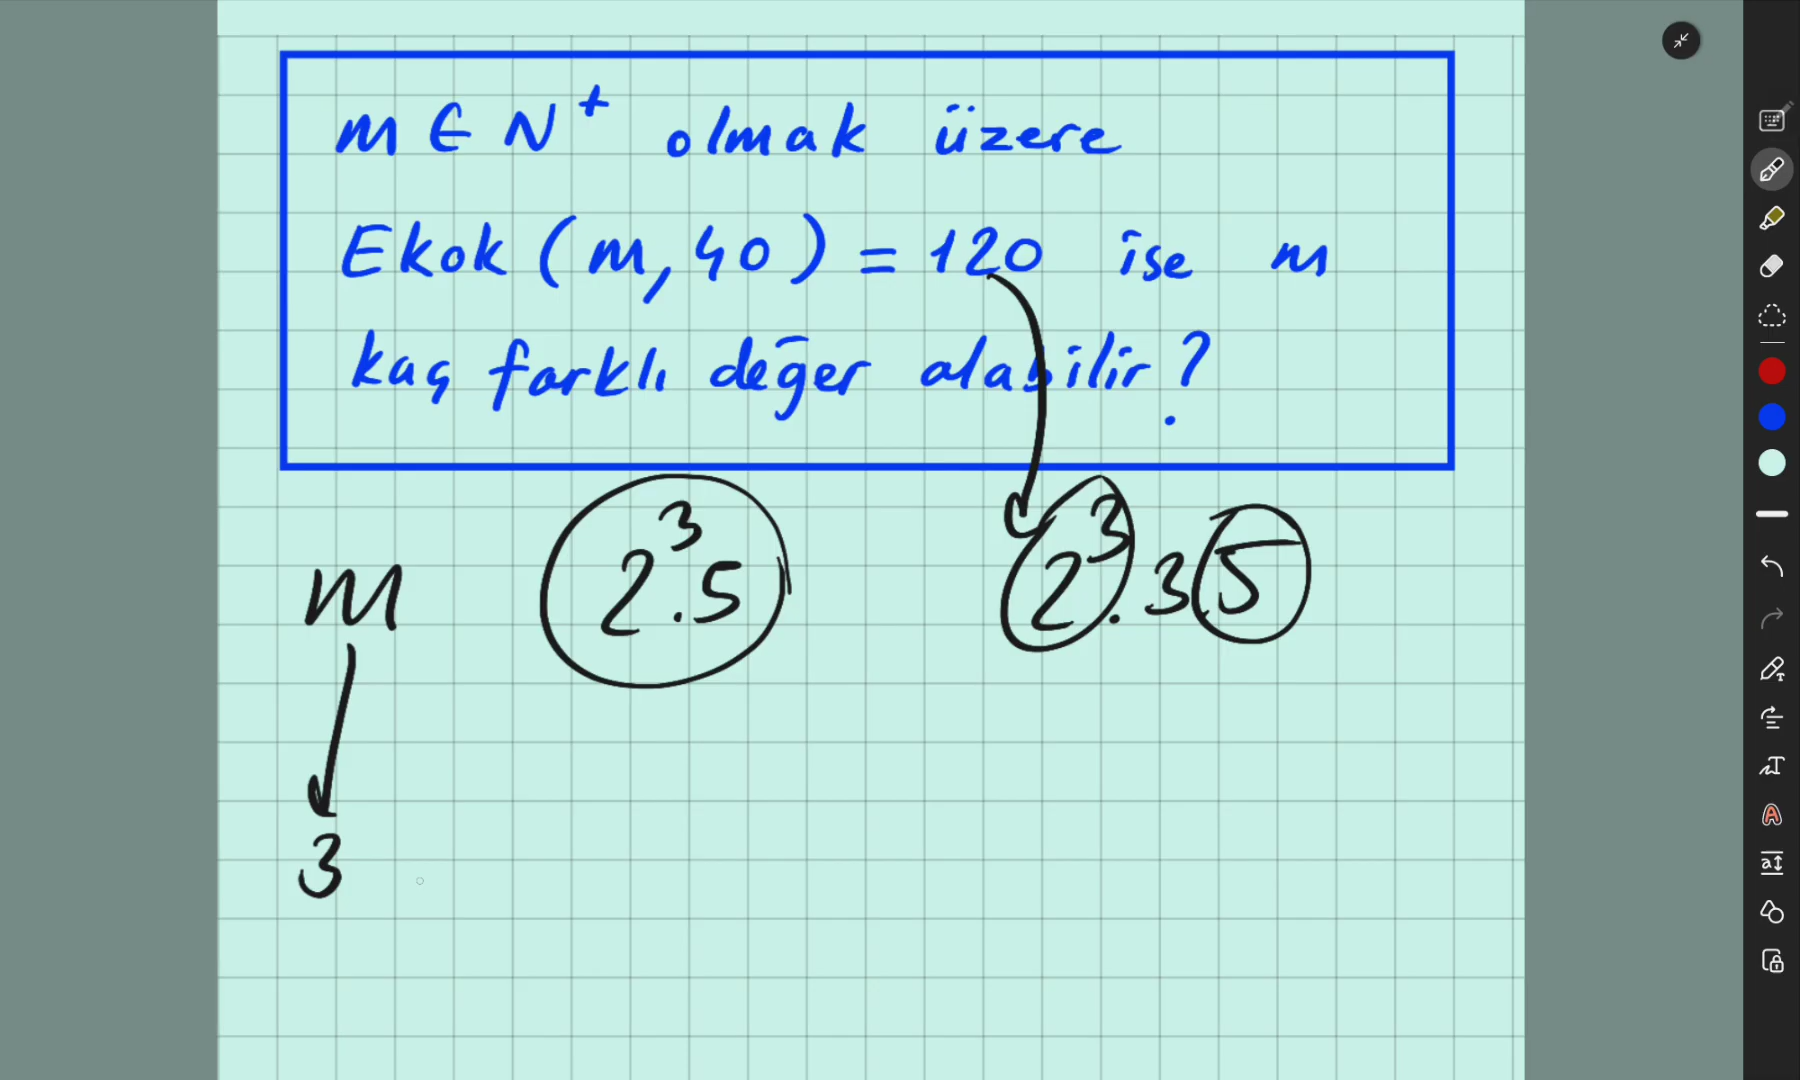 m ∈ N⁺ olmak üzere
Ekok (m, 40) = 120 ise m
kaç farklı değer alabilir?
m 2³.5 2³.3.5
3